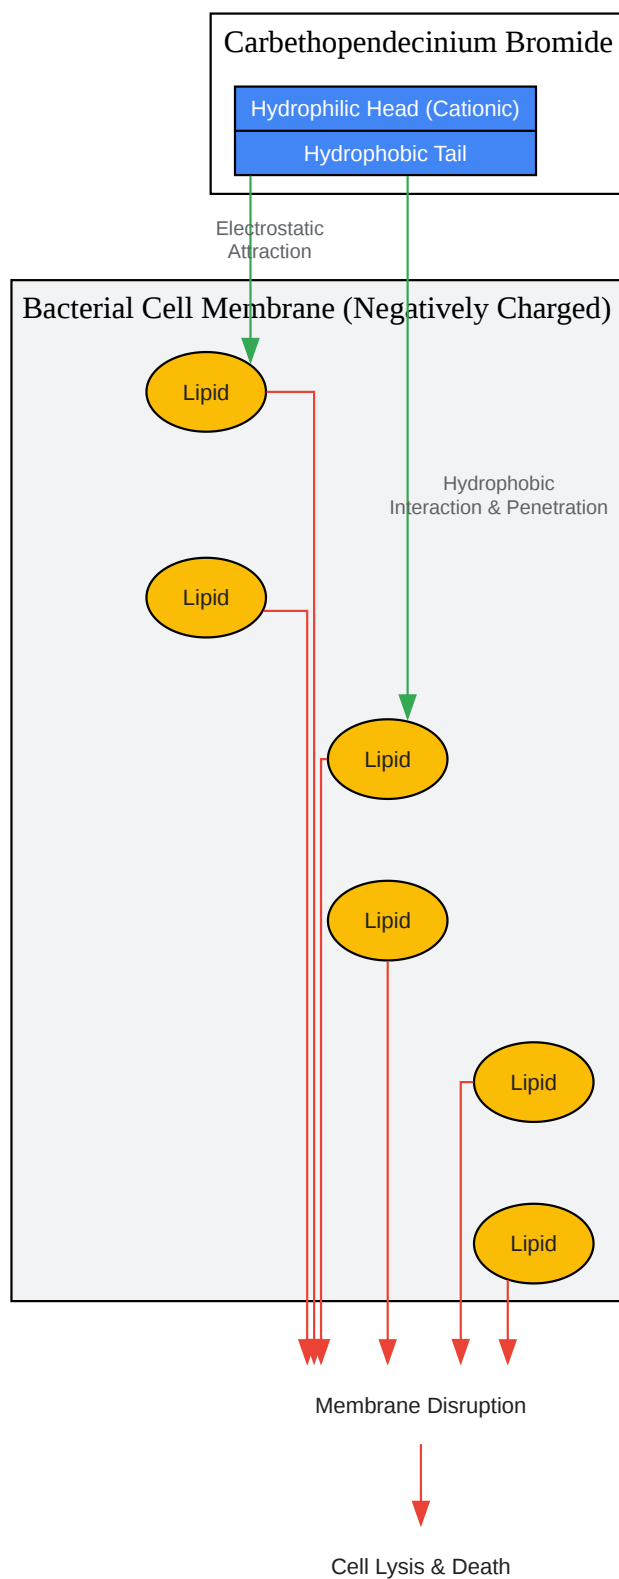 Carbethopendecinium Bromide
Hydrophilic Head (Cationic)
Hydrophobic Tail
Electrostatic
Attraction
Bacterial Cell Membrane (Negatively Charged)
Lipid
Hydrophobic
Interaction & Penetration
Lipid
Lipid
Lipid
Lipid
Lipid
Membrane Disruption
Cell Lysis & Death